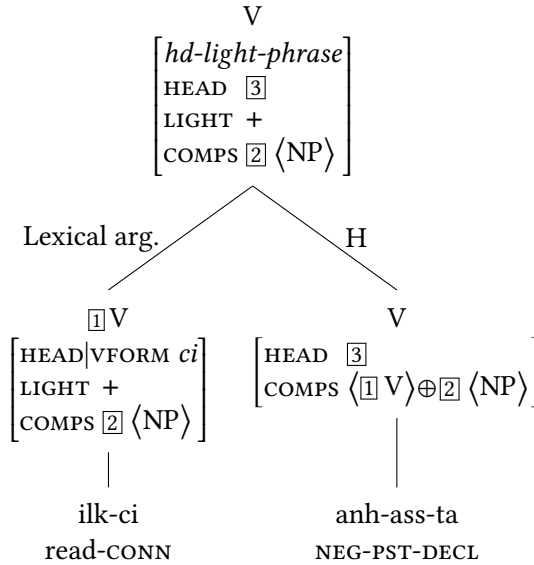 V
hd-light-phrase
HEAD 3
LIGHT +
COMPS 2 ⟨NP⟩
Lexical arg. H
1 V V
HEAD|VFORM ci HEAD 3
LIGHT + COMPS ⟨1 V⟩⊕2 ⟨NP⟩
COMPS 2 ⟨NP⟩
ilk-ci anh-ass-ta
read-CONN NEG-PST-DECL